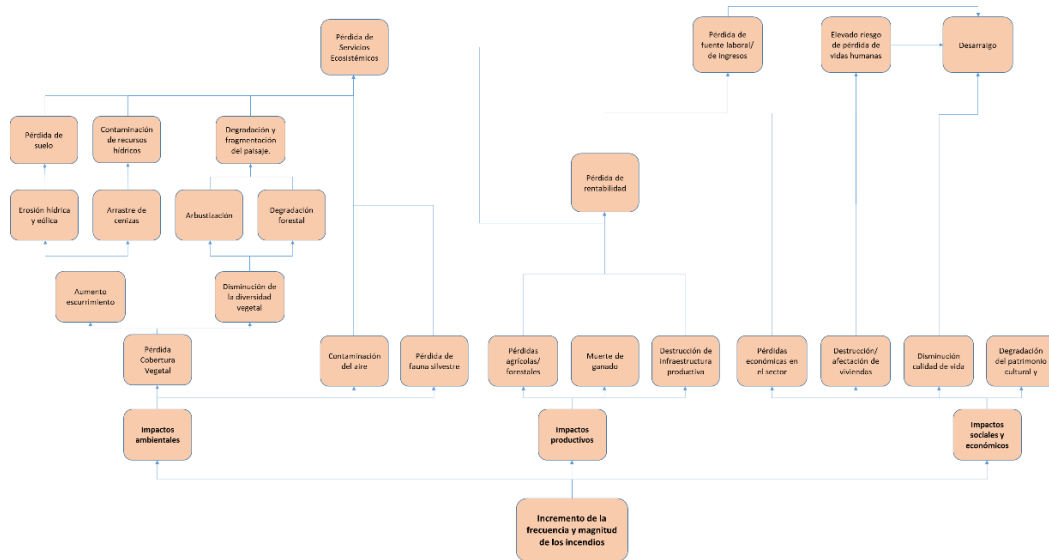 Pérdida de
Servicios
Ecosistémicos
Pérdida de
fuente laboral/
de ingresos
Elevado riesgo
de pérdida de
vidas humanas
Desarraigo
Pérdida de
suelo
Contaminación
de recursos
hídricos
Degradación y
fragmentación
del paisaje.
Pérdida de
rentabilidad
Erosión hídrica
y eólica
Arrastre de
cenizas
Arbustización
Degradación
forestal
Aumento
escurrimiento
Disminución de
la diversidad
vegetal
Pérdida
Cobertura
Vegetal
Contaminación
del aire
Pérdida de
fauna silvestre
Pérdidas
agrícolas/
forestales
Muerte de
ganado
Destrucción de
infraestructura
productiva
Pérdidas
económicas en
el sector
Destrucción/
afectación de
viviendas
Disminución
calidad de vida
Degradación
del patrimonio
cultural y
Impactos
ambientales
Impactos
productivos
Impactos
sociales y
económicos
Incremento de la
frecuencia y magnitud
de los incendios